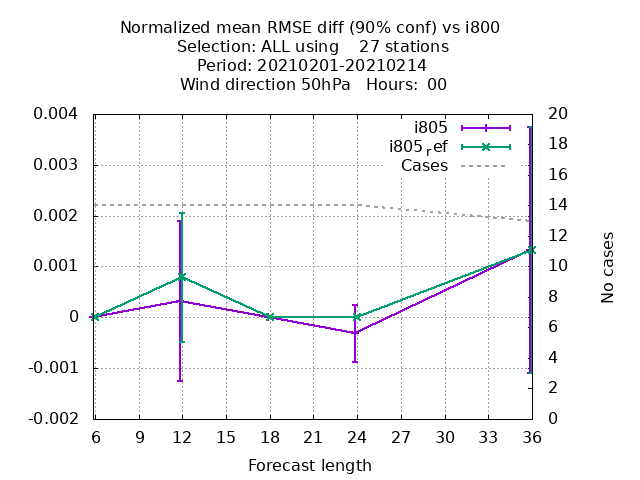 Normalized mean RMSE diff (90% conf) vs i800
Selection: ALL using    27 stations
Period: 20210201-20210214
Wind direction 50hPa   Hours:  00
0.004
0.003
0.002
0.001
0
-0.001
-0.002
20
18
16
14
12
10
8
6
4
2
0
i805
i805ref
Cases
No cases
6 9 12 15 18 21 24 27 30 33 36
Forecast length